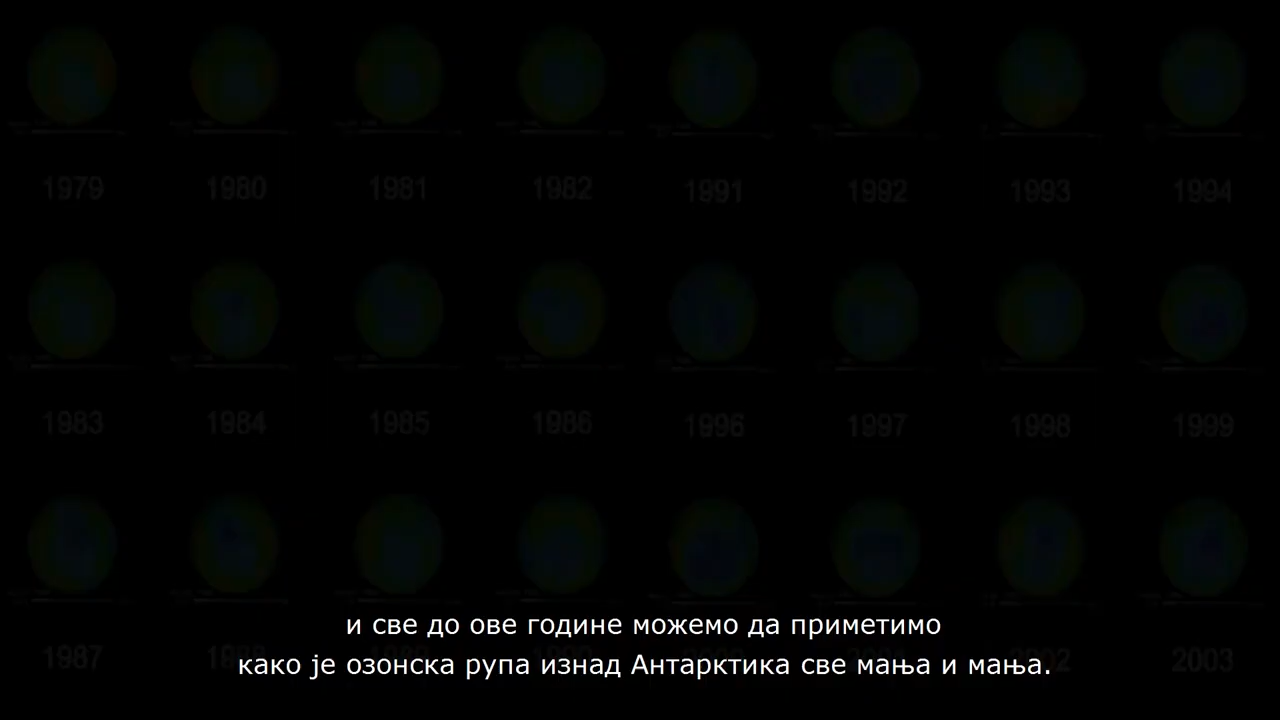 1979 1980 1981 1982 1991 1992 1993 1994
1983 1984 1985 1986 1996 1997 1998 1999
и све до ове године можемо да приметимо
како је озонска рупа изнад Антарктика све мања и мања.
1987 2003